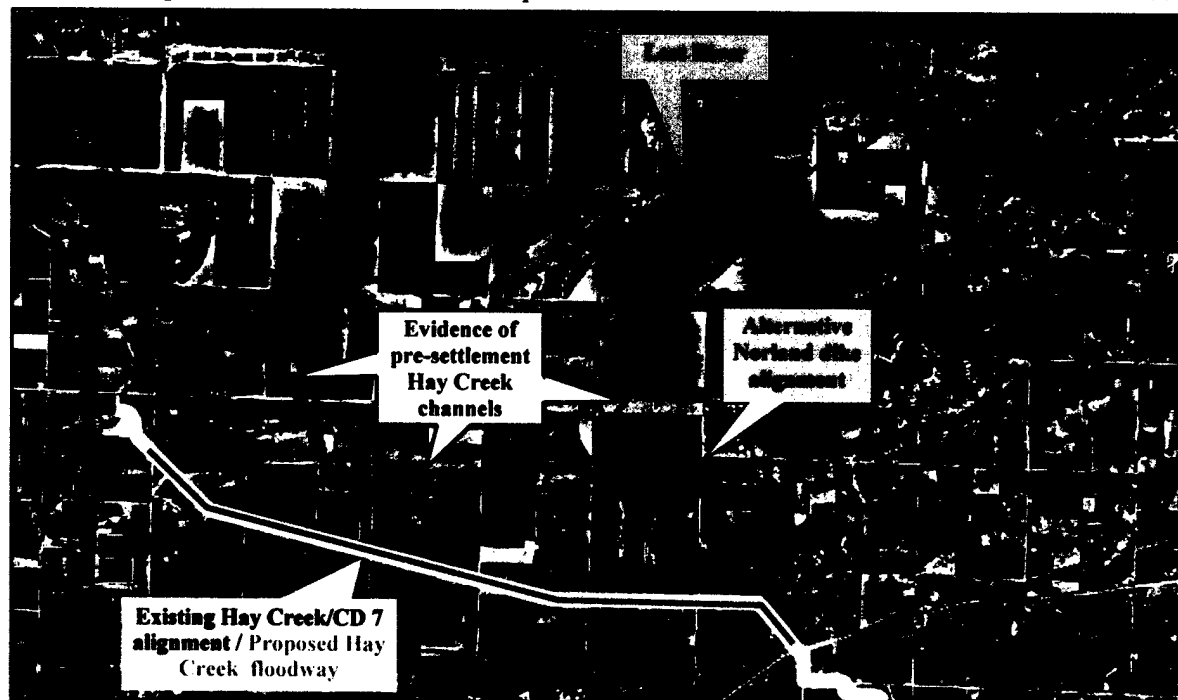 Evidence of
pre-settlement
Hay Creek
channels
Alternative
Norland dike
alignment
Existing Hay Creek/CD 7
alignment / Proposed Hay
Creek floodway